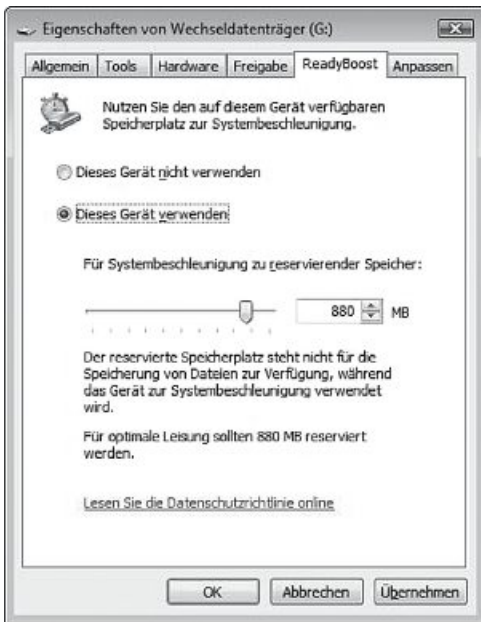 Eigenschaften von Wechseldatenträger (G:)
Allgemein Tools Hardware Freigabe ReadyBoost Anpassen
Nutzen Sie den auf diesem Gerät verfügbaren
Speicherplatz zur Systembeschleunigung.
Dieses Gerät nicht verwenden
Dieses Gerät verwenden
Für Systembeschleunigung zu reservierender Speicher:
880 MB
Der reservierte Speicherplatz steht nicht für die
Speicherung von Dateien zur Verfügung, während
das Gerät zur Systembeschleunigung verwendet
wird.
Für optimale Leisung sollten 880 MB reserviert
werden.
Lesen Sie die Datenschutzrichtlinie online
OK Abbrechen Übernehmen